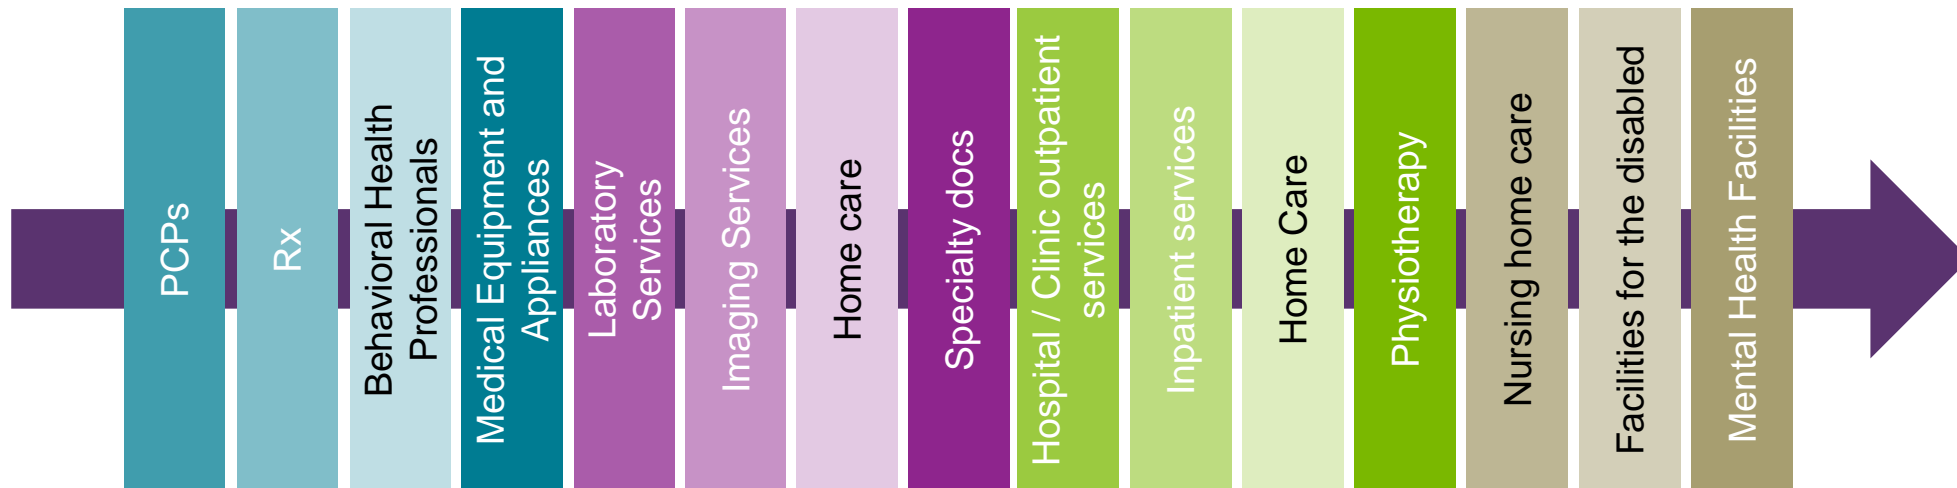 PCPs
Rx
Behavioral Health
Professionals
Medical Equipment and
Appliances
Laboratory
Services
Imaging Services
Home care
Specialty docs
Hospital / Clinic outpatient
services
Inpatient services
Home Care
Physiotherapy
Nursing home care
Facilities for the disabled
Mental Health Facilities